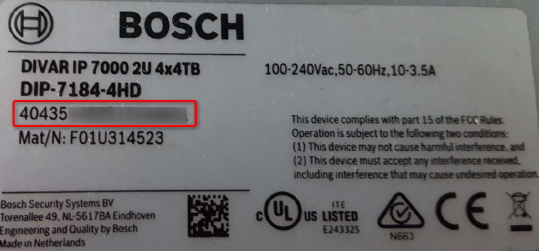 BOSCH
DIVAR IP 7000 2U 4x4TB
100-240Vac,50-60Hz,10-3.5A
DIP-7184-4HD
40435
Mat/N: F01U314523
This device complies with part 15 of the FCC Rules.
Operation is subject to the following two conditions:
(1) This device may not cause harmful interference, and
(2) This device must accept any interference received,
including interference that may cause undesired operation.
Bosch Security Systems BV
Torenallee 49, NL-5617BA Eindhoven
Engineering and Quality by Bosch
Made in Netherlands
C UL US LISTED
ITE
E243325
N663
CE